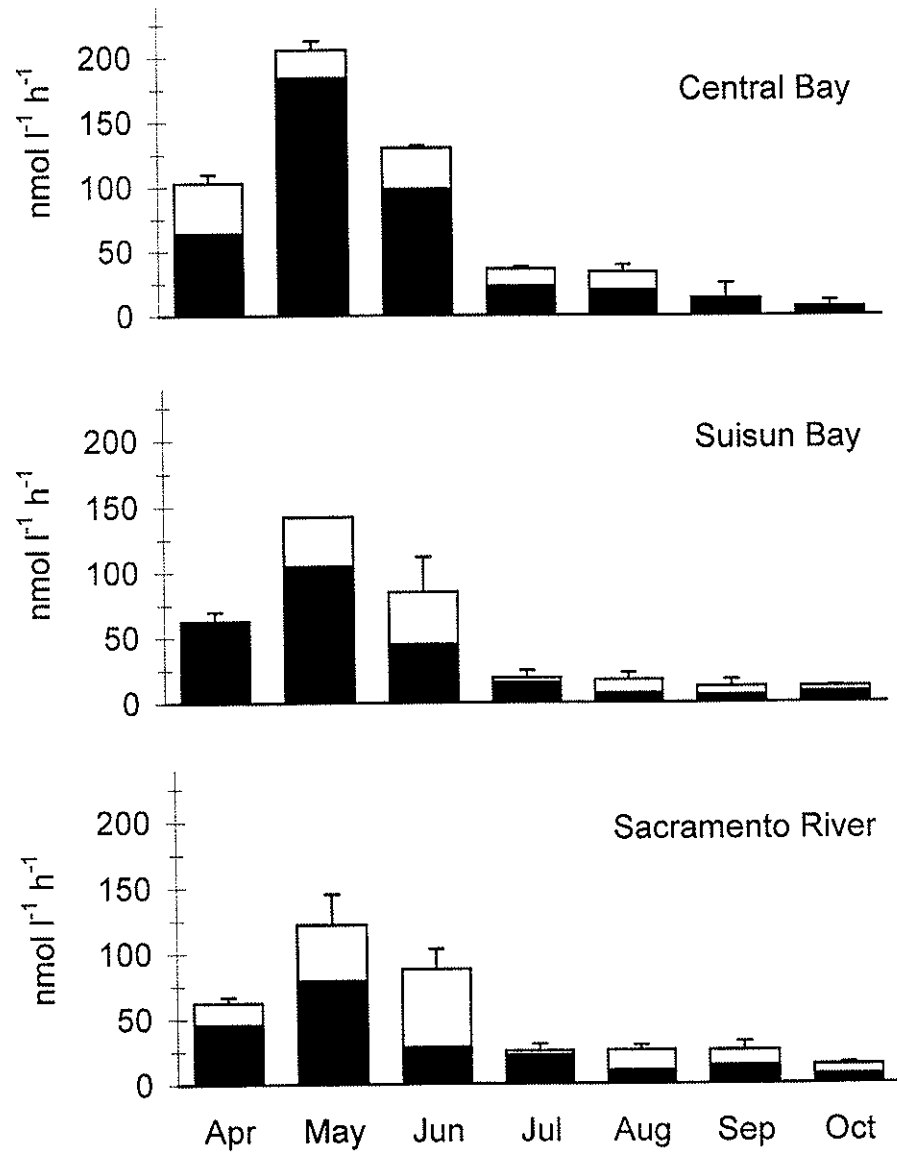 Central Bay
nmol l⁻¹ h⁻¹
200
150
100
50
0
Suisun Bay
nmol l⁻¹ h⁻¹
200
150
100
50
0
Sacramento River
nmol l⁻¹ h⁻¹
200
150
100
50
0
Apr May Jun Jul Aug Sep Oct